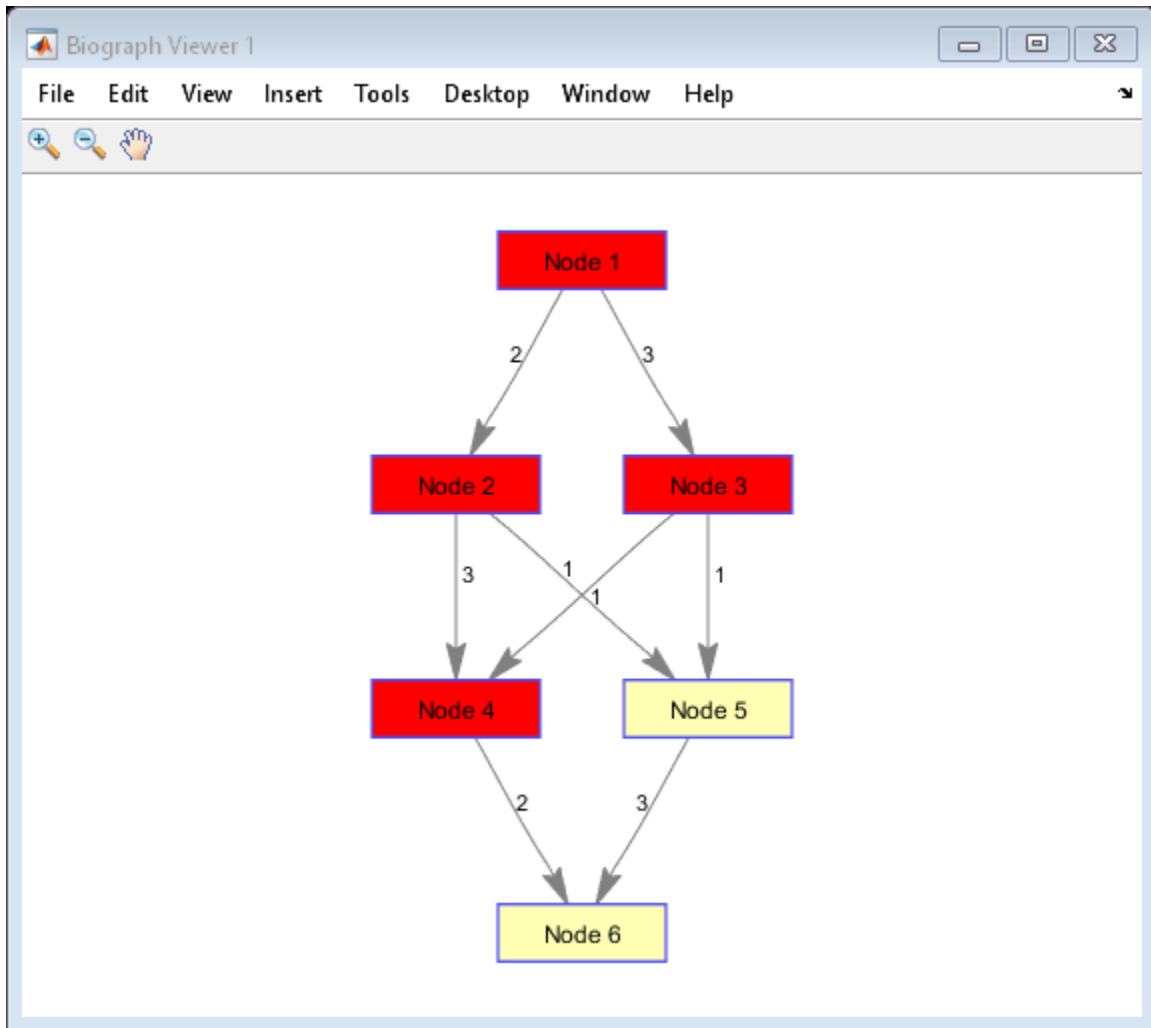 Biograph Viewer 1
File Edit View Insert Tools Desktop Window Help
Node 1
2 3
Node 2 Node 3
3 1 1 1
Node 4 Node 5
2 3
Node 6